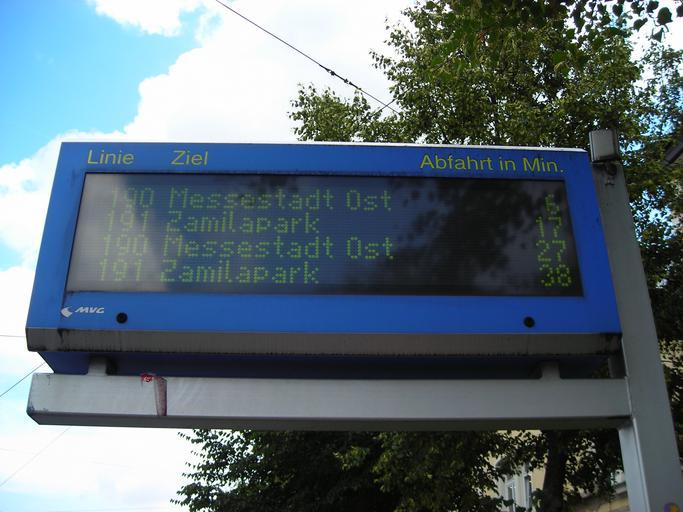 Linie Ziel Abfahrt in Min.
190 Messestadt Ost 5
191 Zamilapark 17
190 Messestadt Ost 27
191 Zamilapark 38
MVG